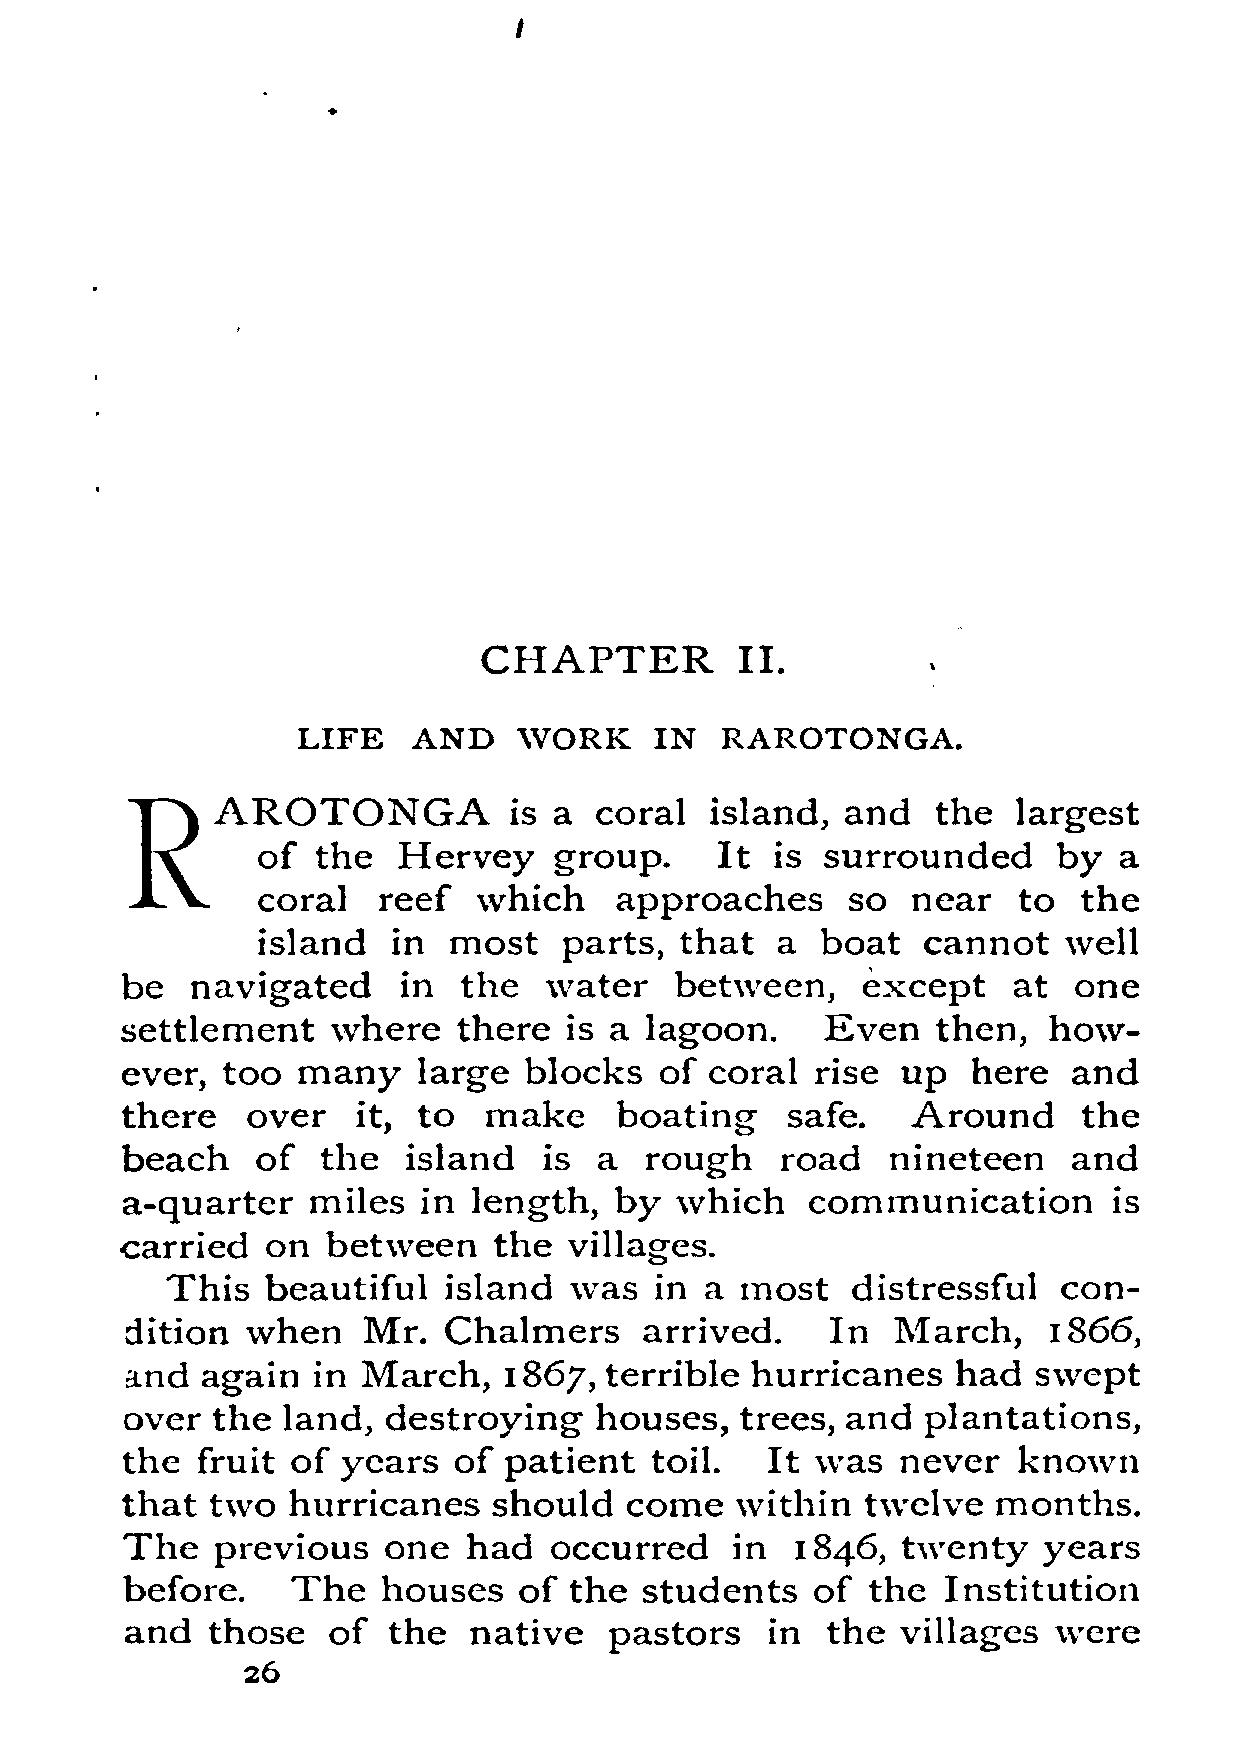 CHAPTER II.
LIFE AND WORK IN RAROTONGA.
RAROTONGA is a coral island, and the largest
of the Hervey group. It is surrounded by a
coral reef which approaches so near to the
island in most parts, that a boat cannot well
be navigated in the water between, except at one
settlement where there is a lagoon. Even then, how-
ever, too many large blocks of coral rise up here and
there over it, to make boating safe. Around the
beach of the island is a rough road nineteen and
a-quarter miles in length, by which communication is
carried on between the villages.
This beautiful island was in a most distressful con-
dition when Mr. Chalmers arrived. In March, 1866,
and again in March, 1867, terrible hurricanes had swept
over the land, destroying houses, trees, and plantations,
the fruit of years of patient toil. It was never known
that two hurricanes should come within twelve months.
The previous one had occurred in 1846, twenty years
before. The houses of the students of the Institution
and those of the native pastors in the villages were
26